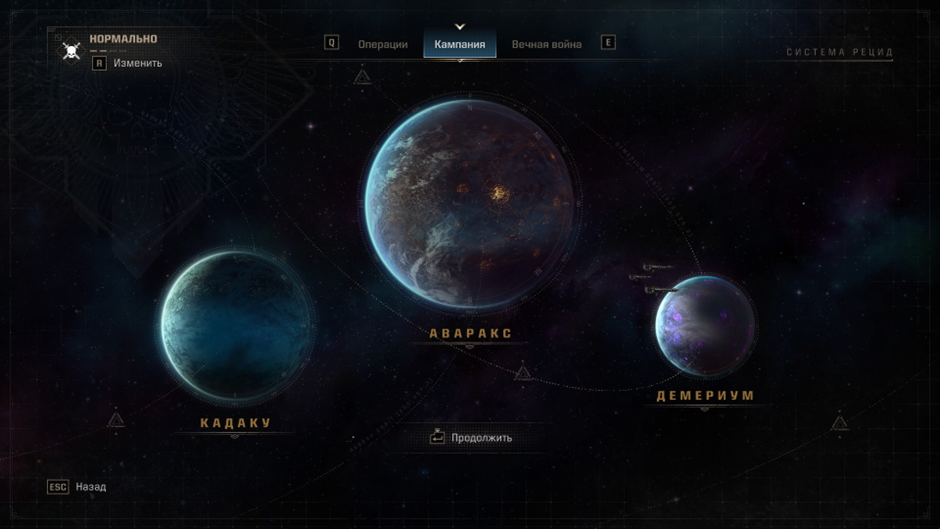 НОРМАЛЬНО
R Изменить
Q Операции Кампания Вечная война E
СИСТЕМА РЕЦИД
АВАРАКС
КАДАКУ
ДЕМЕРИУМ
Продолжить
ESC Назад